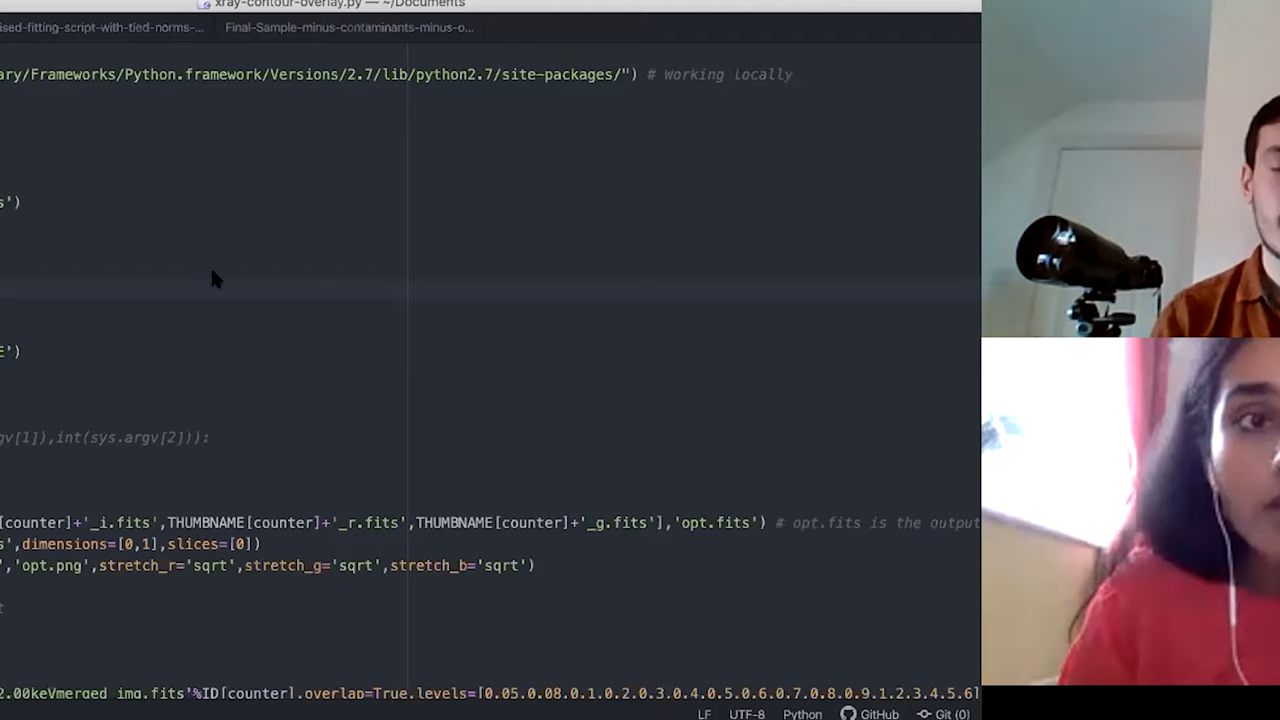 xray-contour-overlay.py — ~/Documents
ised-fitting-script-with-tied-norms-... Final-Sample-minus-contaminants-minus-o...
ary/Frameworks/Python.framework/Versions/2.7/lib/python2.7/site-packages/") # Working locally
s')
E')
gv[1]),int(sys.argv[2])):
[counter]+'_i.fits',THUMBNAME[counter]+'_r.fits',THUMBNAME[counter]+'_g.fits'],'opt.fits') # opt.fits is the output
s',dimensions=[0,1],slices=[0])
','opt.png',stretch_r='sqrt',stretch_g='sqrt',stretch_b='sqrt')
t
2.00keVmerged_img.fits'%ID[counter],overlap=True,levels=[0.05,0.08,0.1,0.2,0.3,0.4,0.5,0.6,0.7,0.8,0.9,1,2,3,4,5,6]
LF UTF-8 Python GitHub Git (0)